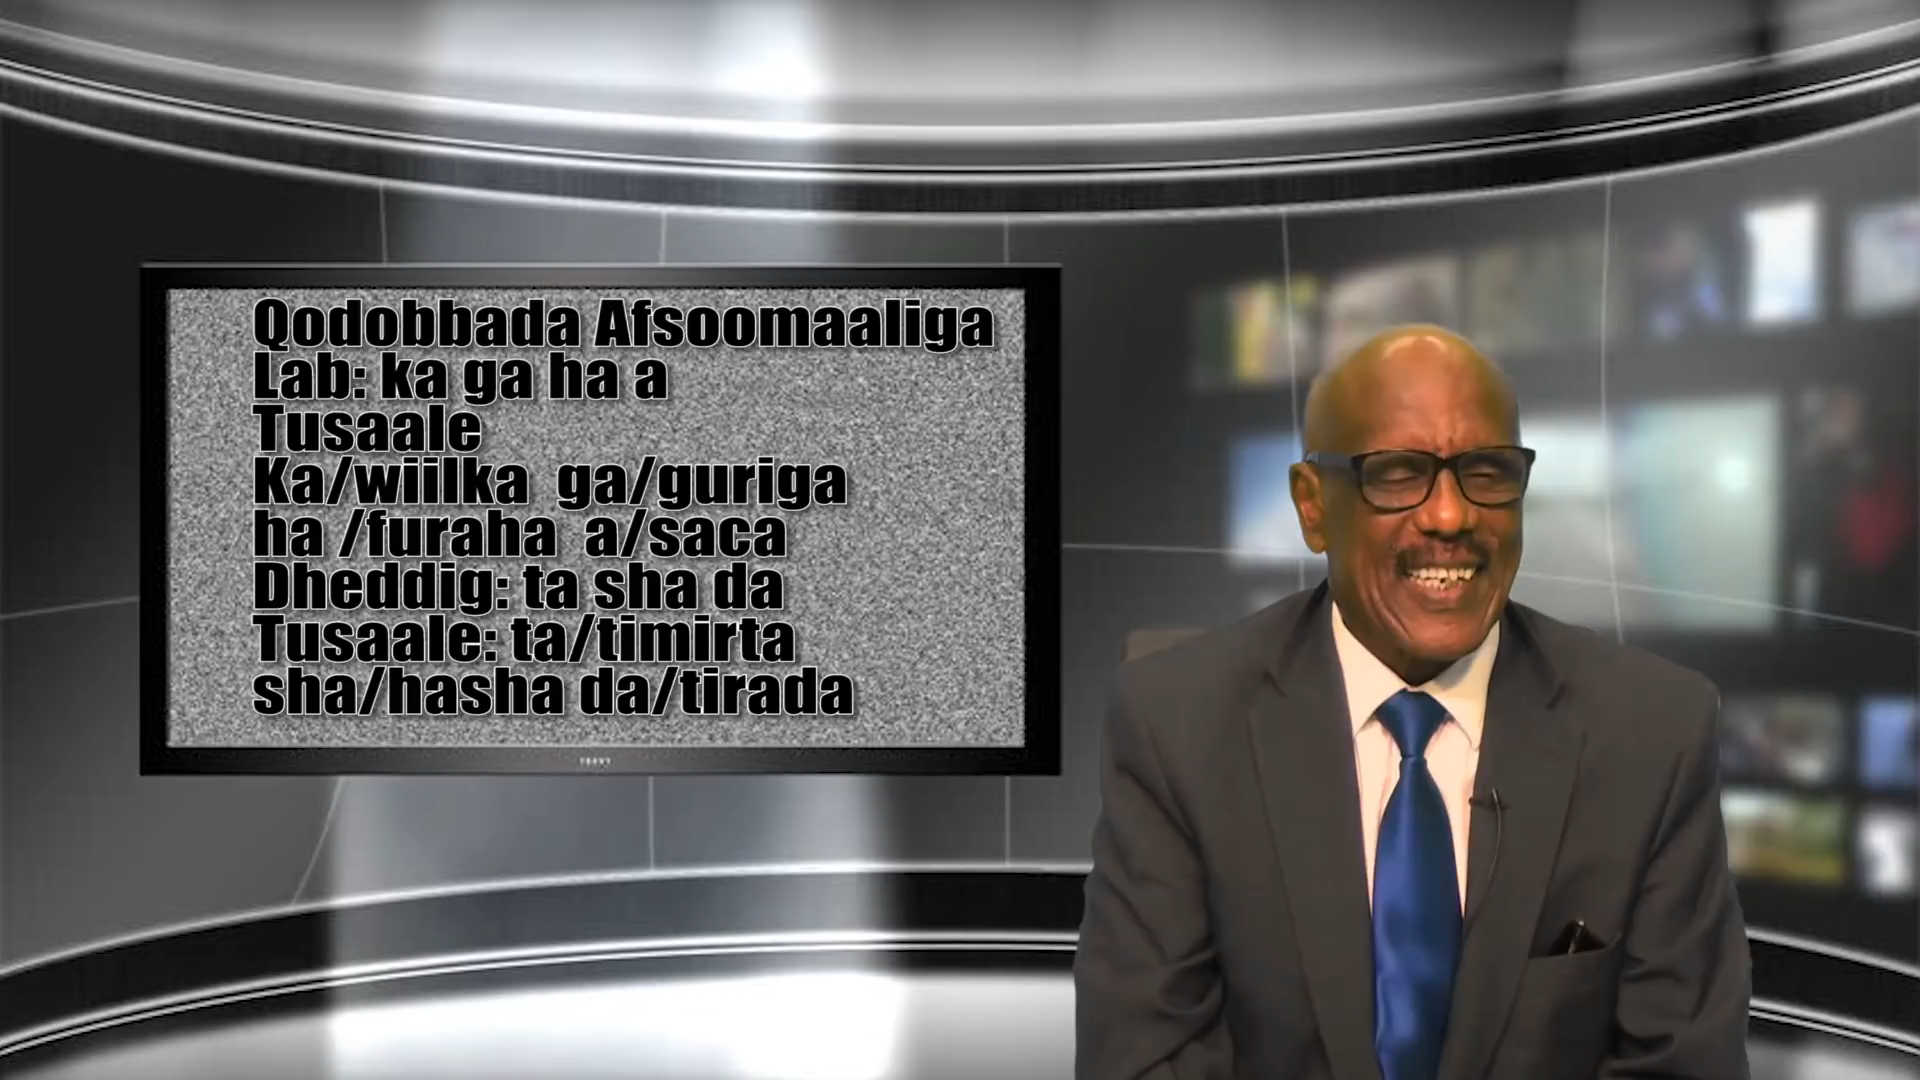 Qodobbada Afsoomaaliga
Lab: ka ga ha a
Tusaale
Ka/wiilka ga/guriga
ha /furaha a/saca
Dheddig: ta sha da
Tusaale: ta/timirta
sha/hasha da/tirada